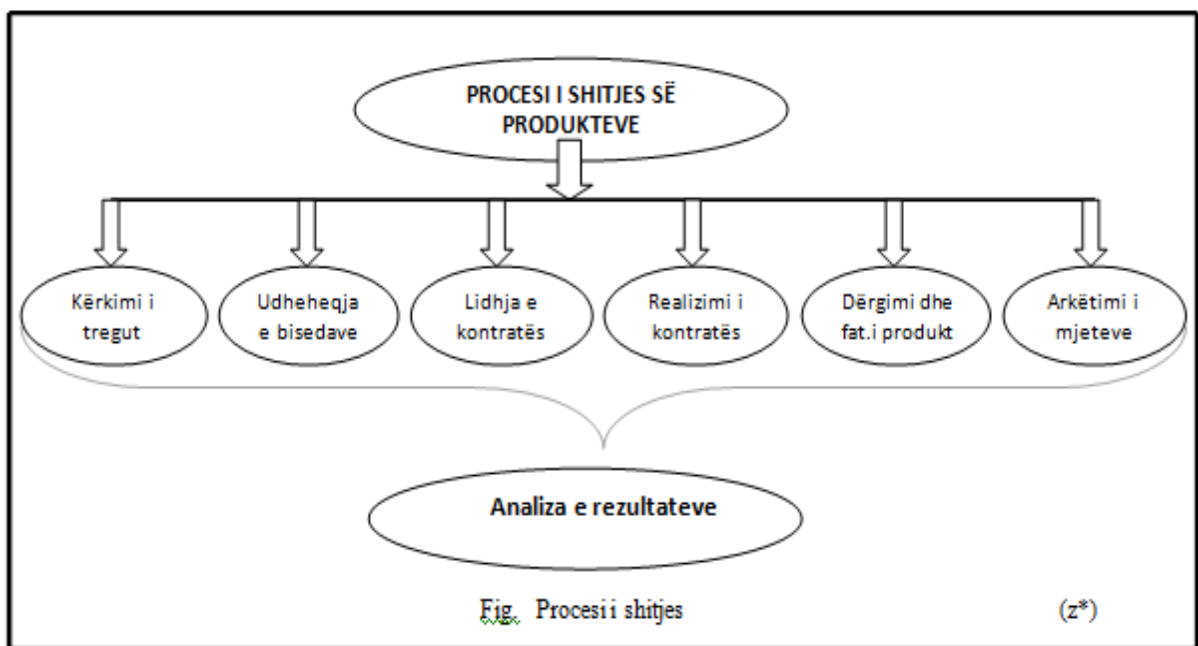 PROCESI I SHITJES SË
PRODUKTEVE
Kërkimi i
tregut
Udheheqja
e bisedave
Lidhja e
kontratës
Realizimi i
kontratës
Dërgimi dhe
fat.i produkt
Arkëtimi i
mjeteve
Analiza e rezultateve
Fig. Procesi i shitjes (z*)